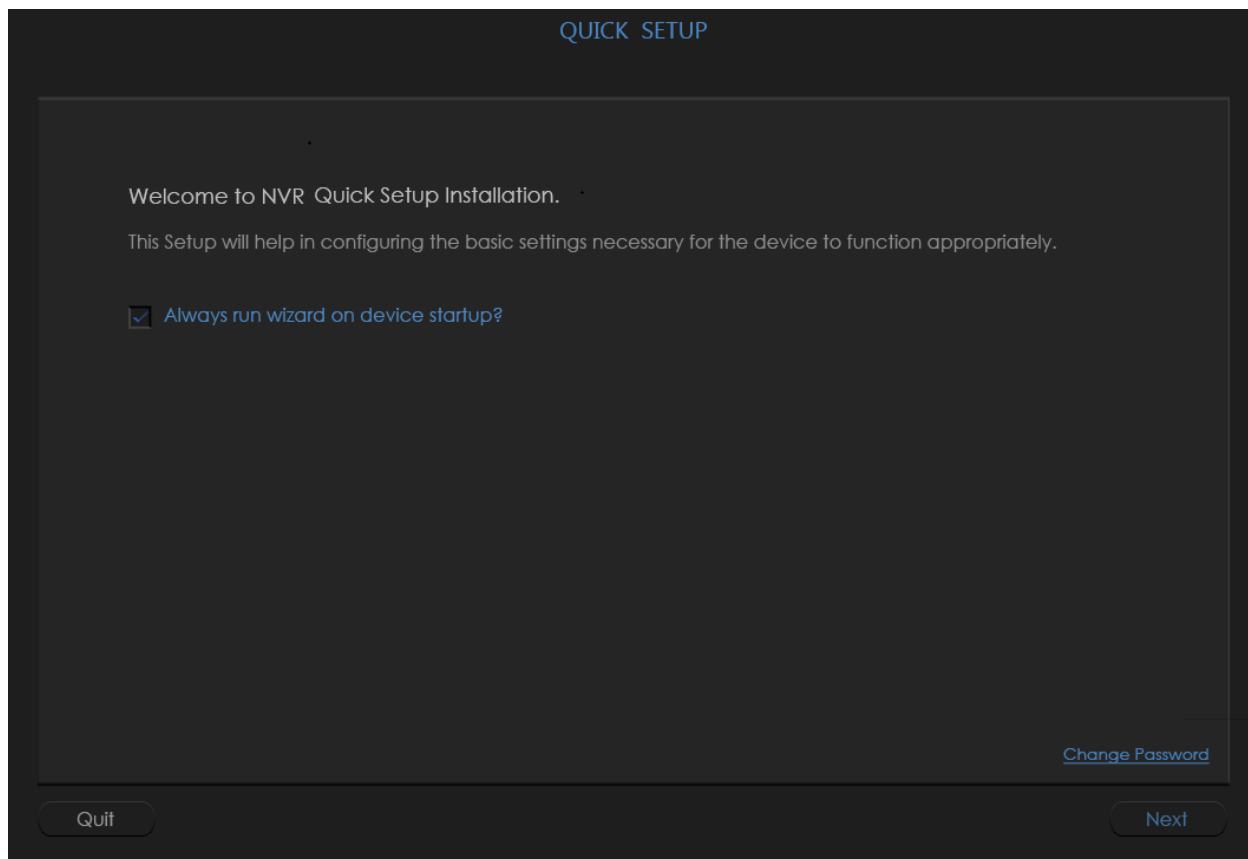 QUICK SETUP
Welcome to NVR Quick Setup Installation.
This Setup will help in configuring the basic settings necessary for the device to function appropriately.
Always run wizard on device startup?
Change Password
Quit
Next